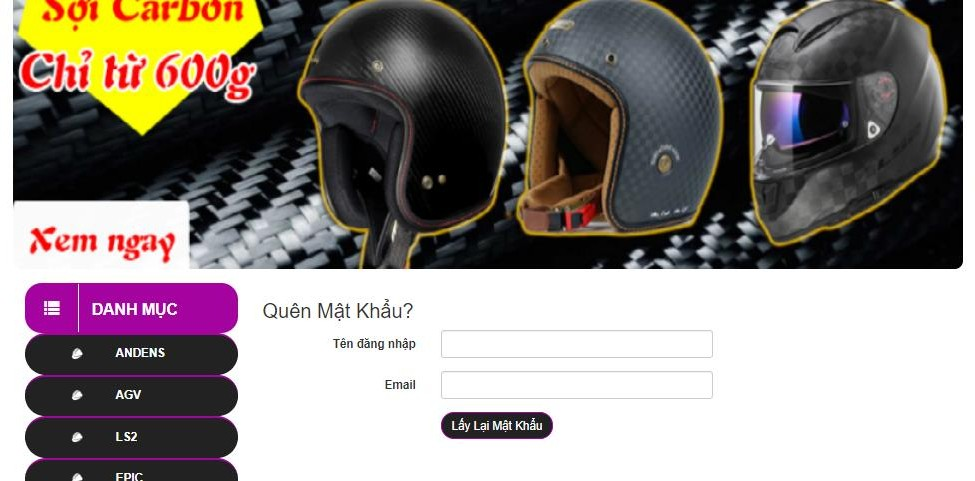 Sợi Carbon
Chỉ từ 600g
Xem ngay
DANH MỤC
ANDENS
AGV
LS2
EPIC
Quên Mật Khẩu?
Tên đăng nhập
Email
Lấy Lại Mật Khẩu